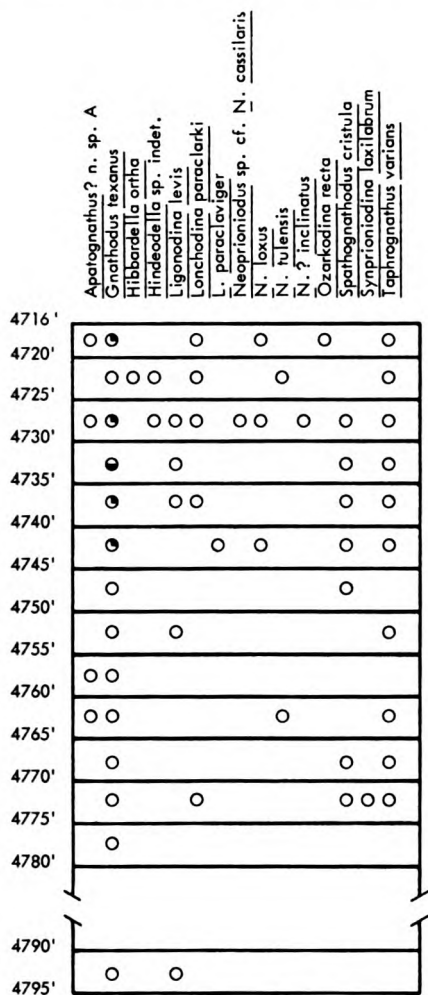 Apatognathus? n. sp. A
Gnathodus texanus
Hibbardella ortha
Hindeodella sp. indet.
Ligonodina levis
Lonchodina paraclarki
L. paraclaviger
Neoprioniodus sp. cf. N. cassilaris
N. loxus
N. tulensis
N. ? inclinatus
Ozarkodina recta
Spathognathodus cristula
Synprioniodina laxilabrum
Taphrognathus varians
4716'
4720'
4725'
4730'
4735'
4740'
4745'
4750'
4755'
4760'
4765'
4770'
4775'
4780'
4790'
4795'